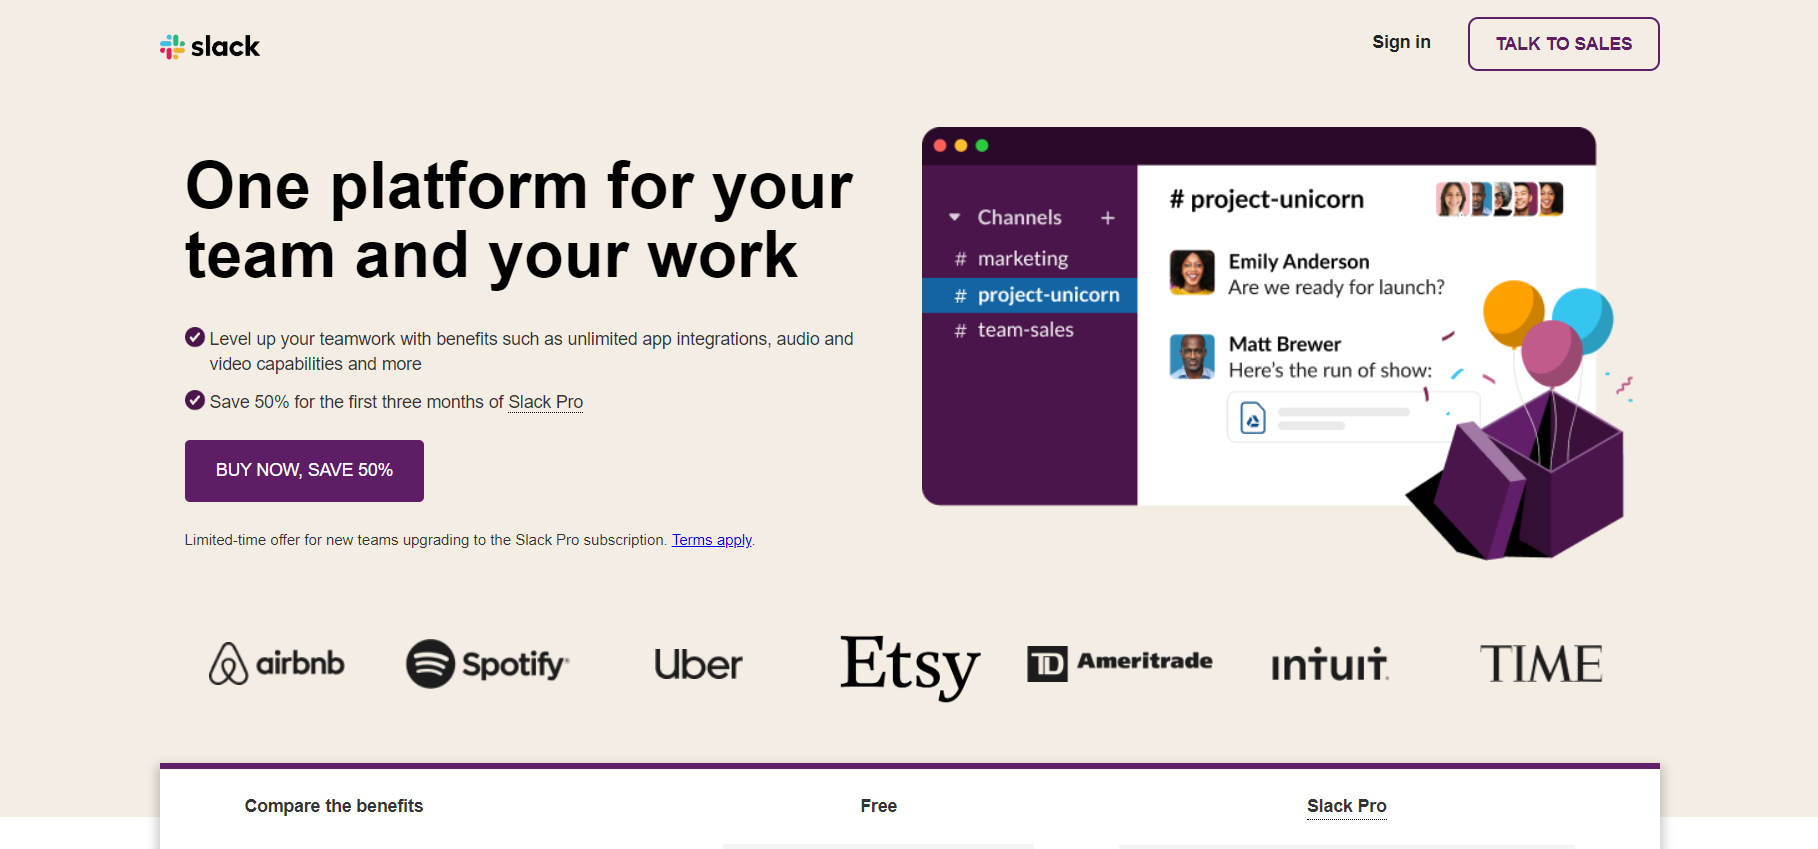 slack
Sign in
TALK TO SALES
One platform for your
team and your work
Level up your teamwork with benefits such as unlimited app integrations, audio and
video capabilities and more
Save 50% for the first three months of Slack Pro
BUY NOW, SAVE 50%
Limited-time offer for new teams upgrading to the Slack Pro subscription. Terms apply.
Channels +
# marketing
# project-unicorn
# team-sales
# project-unicorn
Emily Anderson
Are we ready for launch?
Matt Brewer
Here's the run of show:
airbnb
Spotify
Uber
Etsy
TD Ameritrade
intuit.
TIME
Compare the benefits
Free
Slack Pro